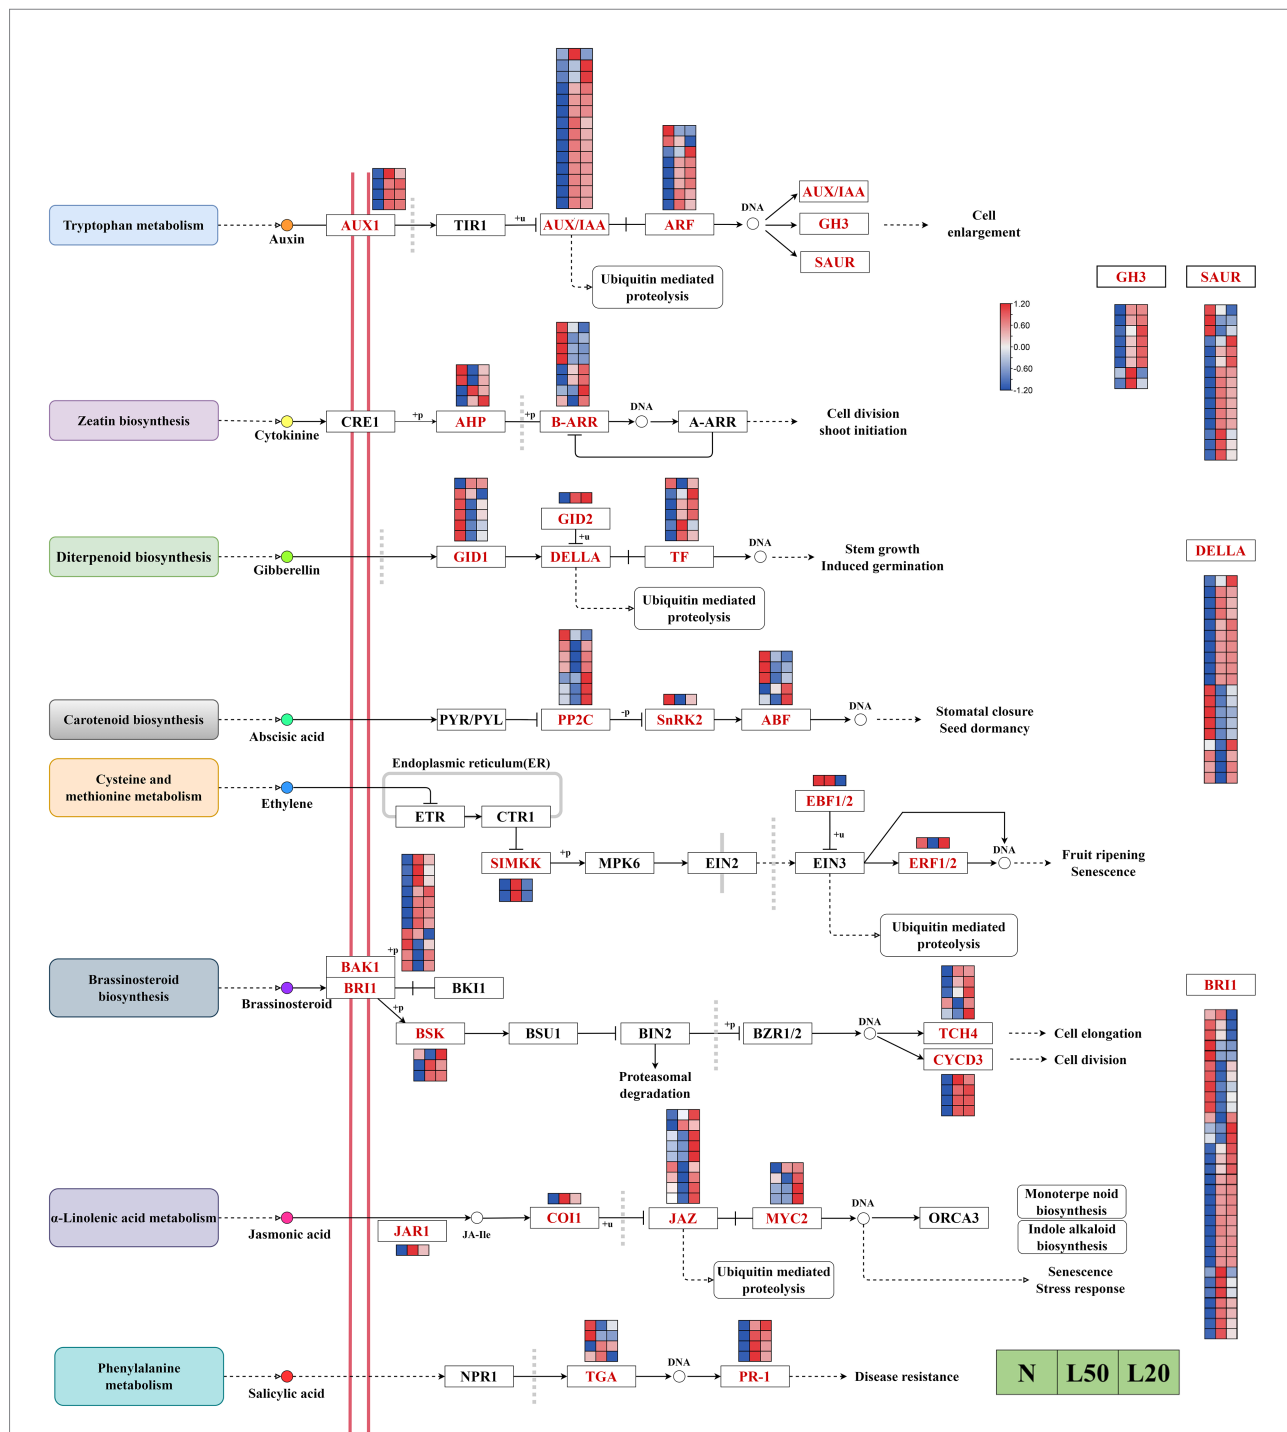 Tryptophan metabolism
Auxin
AUX1
TIR1
+u
AUX/IAA
ARF
DNA
AUX/IAA
GH3
SAUR
Cell
enlargement
Ubiquitin mediated
proteolysis
GH3
SAUR
1.20
0.60
0.00
-0.60
-1.20
Zeatin biosynthesis
Cytokinine
CRE1
+p
AHP
+p
B-ARR
DNA
A-ARR
Cell division
shoot initiation
Diterpenoid biosynthesis
Gibberellin
GID1
GID2
+u
DELLA
TF
DNA
Stem growth
Induced germination
Ubiquitin mediated
proteolysis
DELLA
Carotenoid biosynthesis
Abscisic acid
PYR/PYL
PP2C
-p
SnRK2
ABF
DNA
Stomatal closure
Seed dormancy
Cysteine and
methionine metabolism
Ethylene
Endoplasmic reticulum(ER)
ETR
CTR1
SIMKK
+p
MPK6
EIN2
EBF1/2
+u
EIN3
ERF1/2
DNA
Fruit ripening
Senescence
Ubiquitin mediated
proteolysis
Brassinosteroid
biosynthesis
Brassinosteroid
+p
BAK1
BRI1
BKI1
+p
BSK
BSU1
BIN2
+p
BZR1/2
DNA
TCH4
CYCD3
Cell elongation
Cell division
Proteasomal
degradation
BRI1
α-Linolenic acid metabolism
Jasmonic acid
JAR1
JA-Ile
COI1
+u
JAZ
MYC2
DNA
ORCA3
Monoterpe noid
biosynthesis
Indole alkaloid
biosynthesis
Ubiquitin mediated
proteolysis
Senescence
Stress response
Phenylalanine
metabolism
Salicylic acid
NPR1
TGA
DNA
PR-1
Disease resistance
N L50 L20